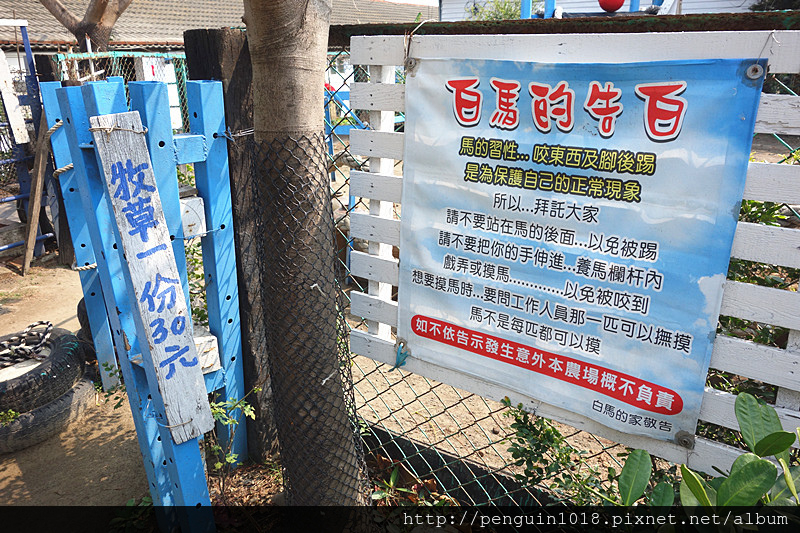 牧草一份30元
白馬的告白
馬的習性... 咬東西及腳後踢
是為保護自己的正常現象
所以...拜託大家
請不要站在馬的後面...以免被踢
請不要把你的手伸進...養馬欄杆內
戲弄或摸馬.............以免被咬到
想要摸馬時...要問工作人員那一匹可以撫摸
馬不是每匹都可以摸
如不依告示發生意外本農場概不負責
白馬的家敬告
http://penguin1018.pixnet.net/album